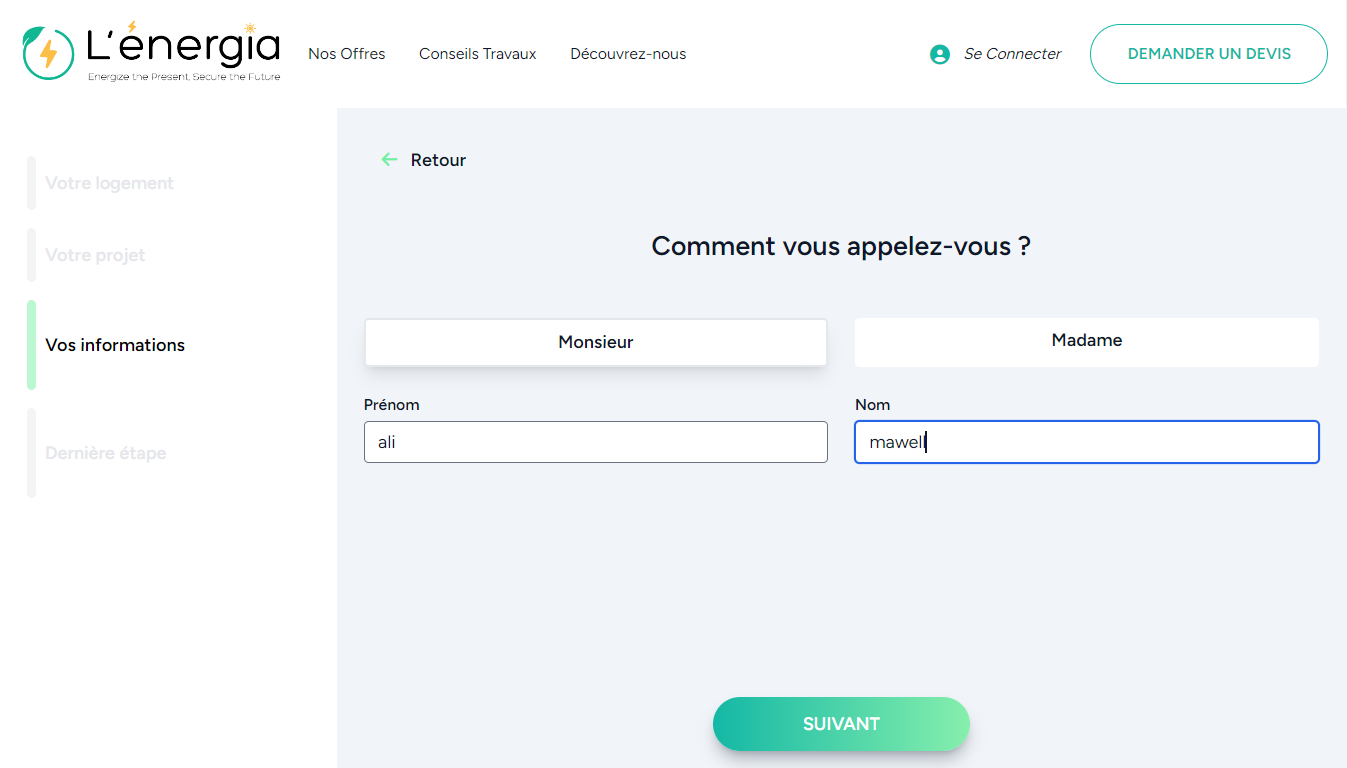 L'énergia
Energize the Present, Secure the Future
Nos Offres
Conseils Travaux
Découvrez-nous
Se Connecter
DEMANDER UN DEVIS
Votre logement
Votre projet
Vos informations
Dernière étape
Retour
Comment vous appelez-vous ?
Monsieur
Madame
Prénom
Nom
ali
mawell
SUIVANT